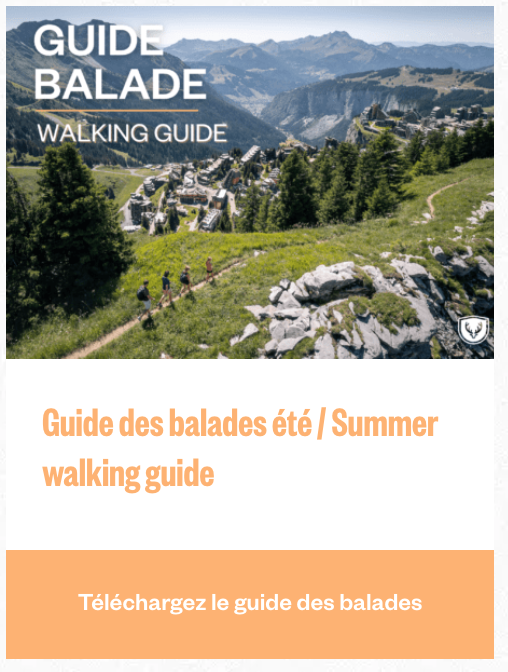 GUIDE
BALADE
WALKING GUIDE
Guide des balades été / Summer
walking guide
Téléchargez le guide des balades